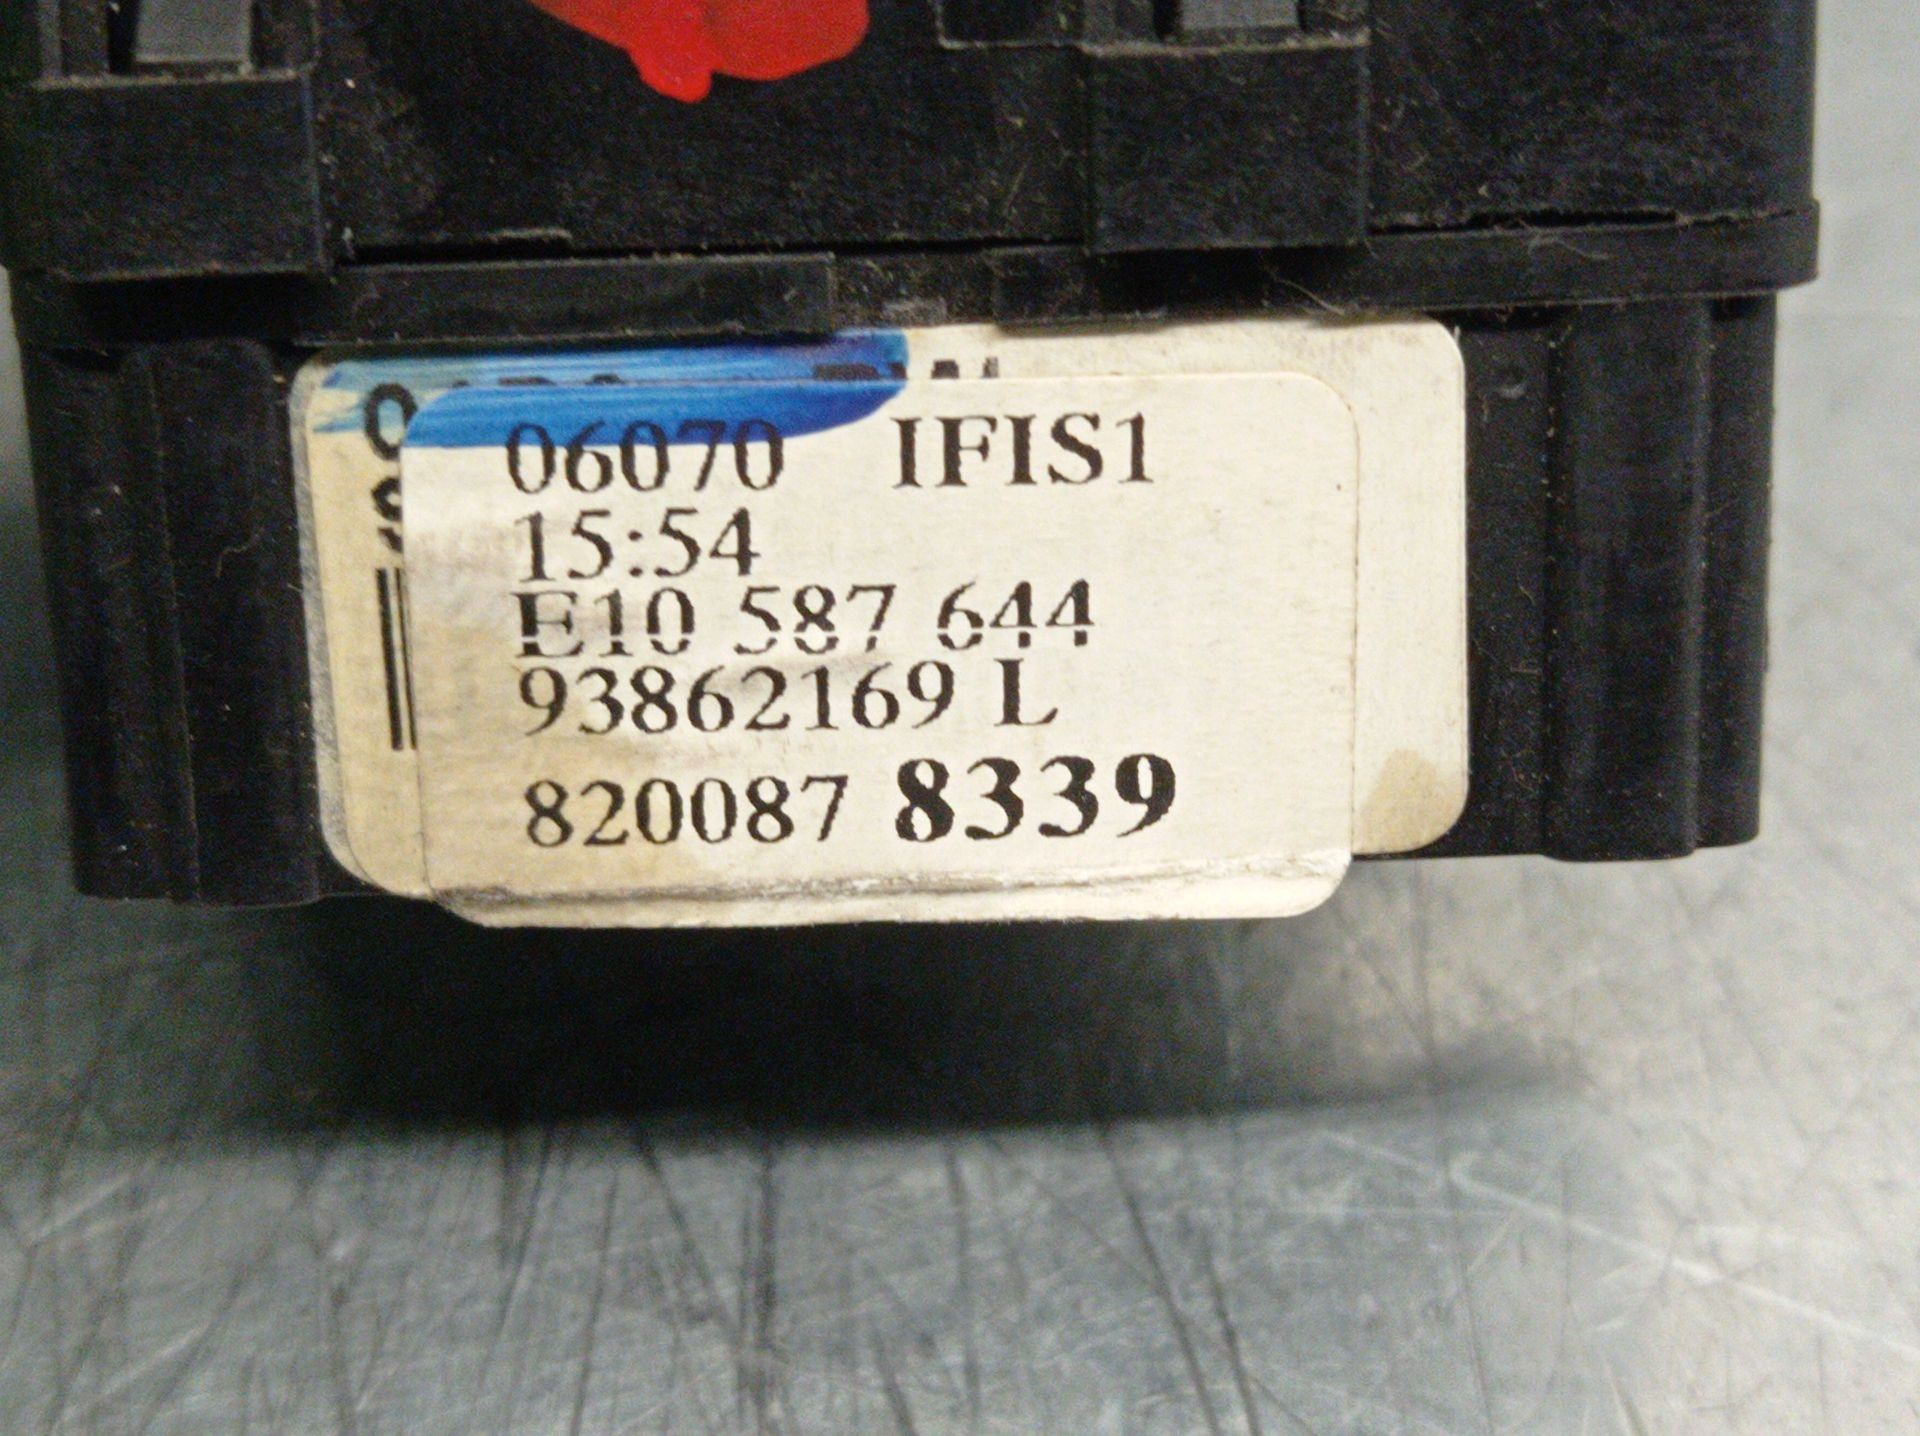 06070 IFIS1
15:54
E10 587 644
93862169 L
820087 8339